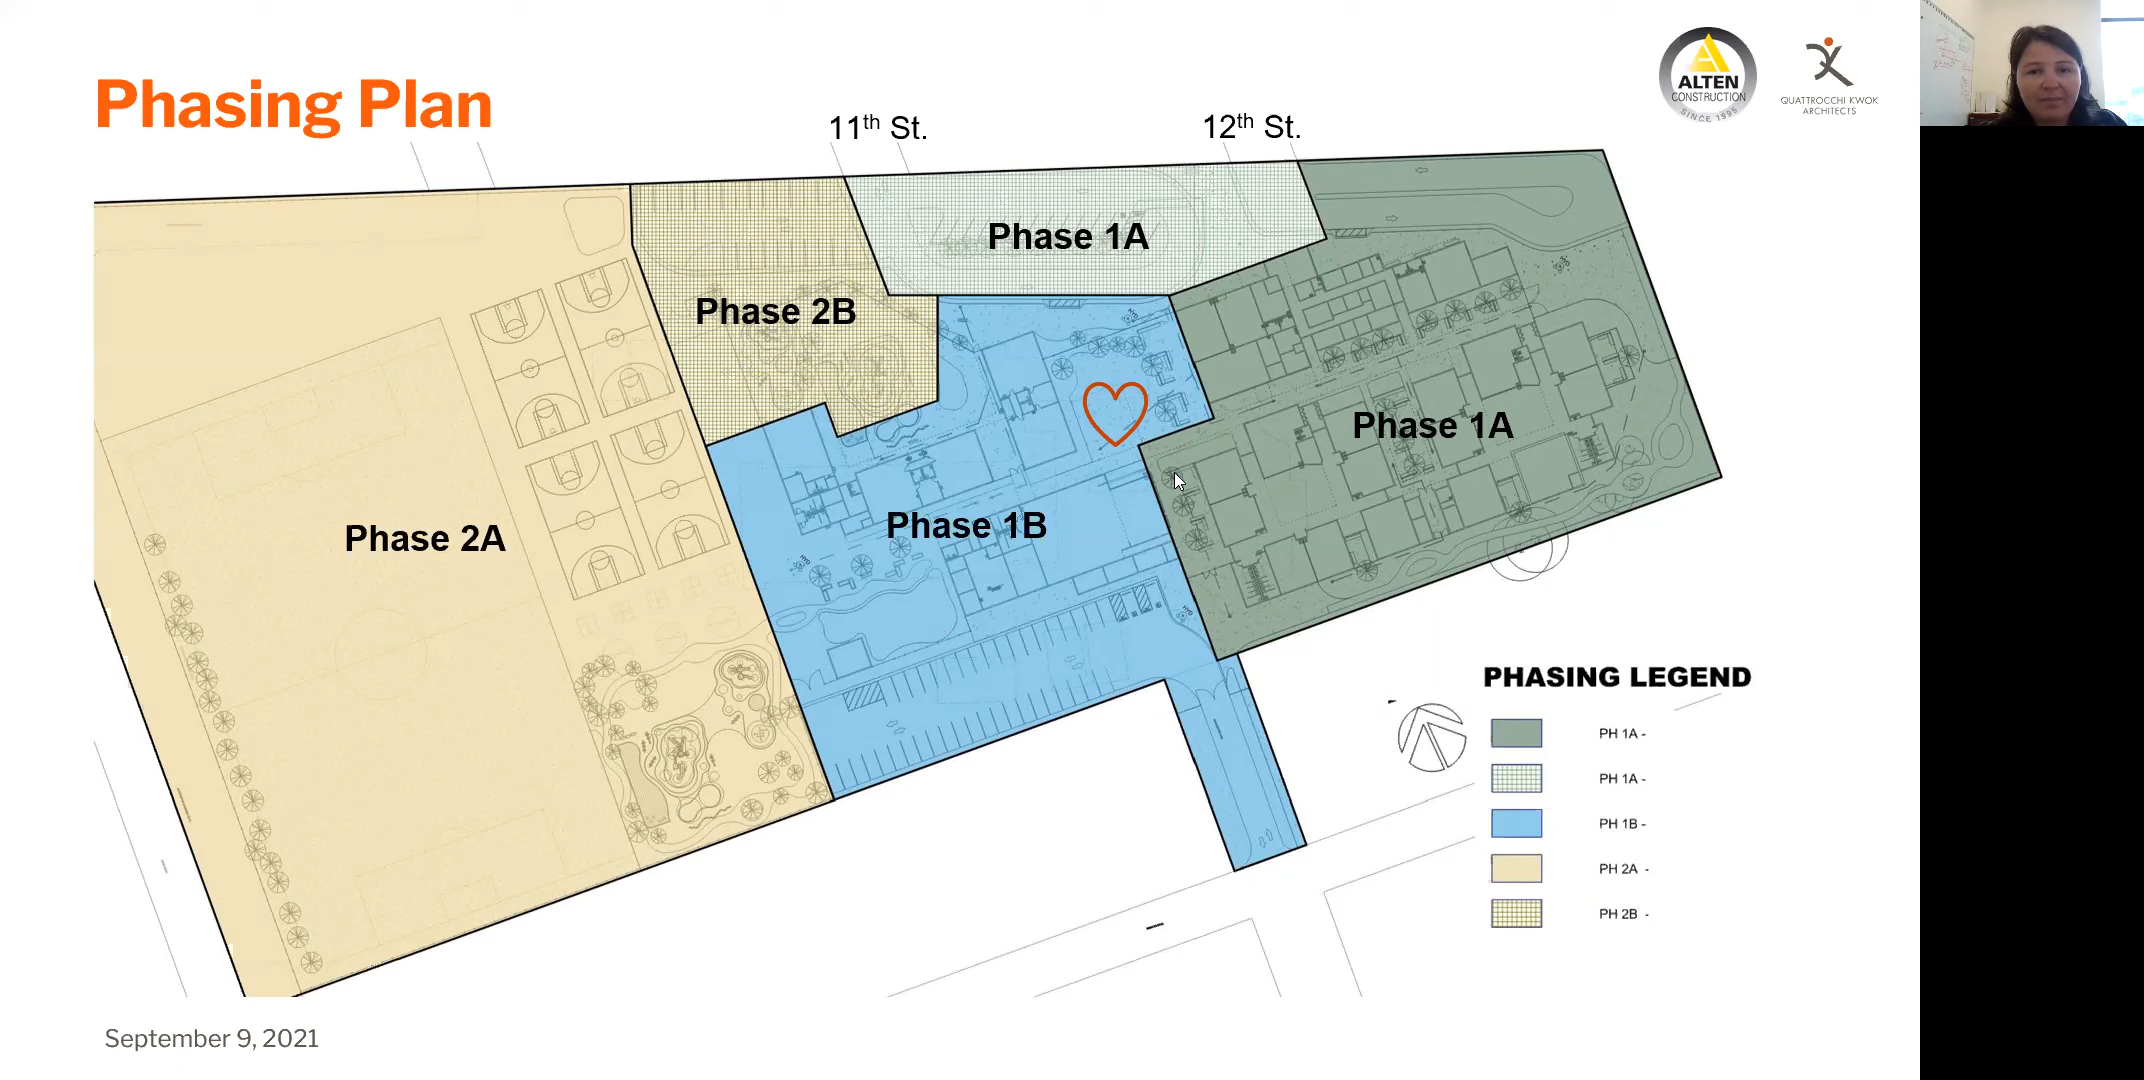 Phasing Plan
11th St.
12th St.
ALTEN
CONSTRUCTION
SINCE 1995
QUATTROCCHI KWOK
ARCHITECTS
Phase 1A
Phase 2B
Phase 1A
Phase 2A
Phase 1B
PHASING LEGEND
PH 1A -
PH 1A -
PH 1B -
PH 2A -
PH 2B -
September 9, 2021